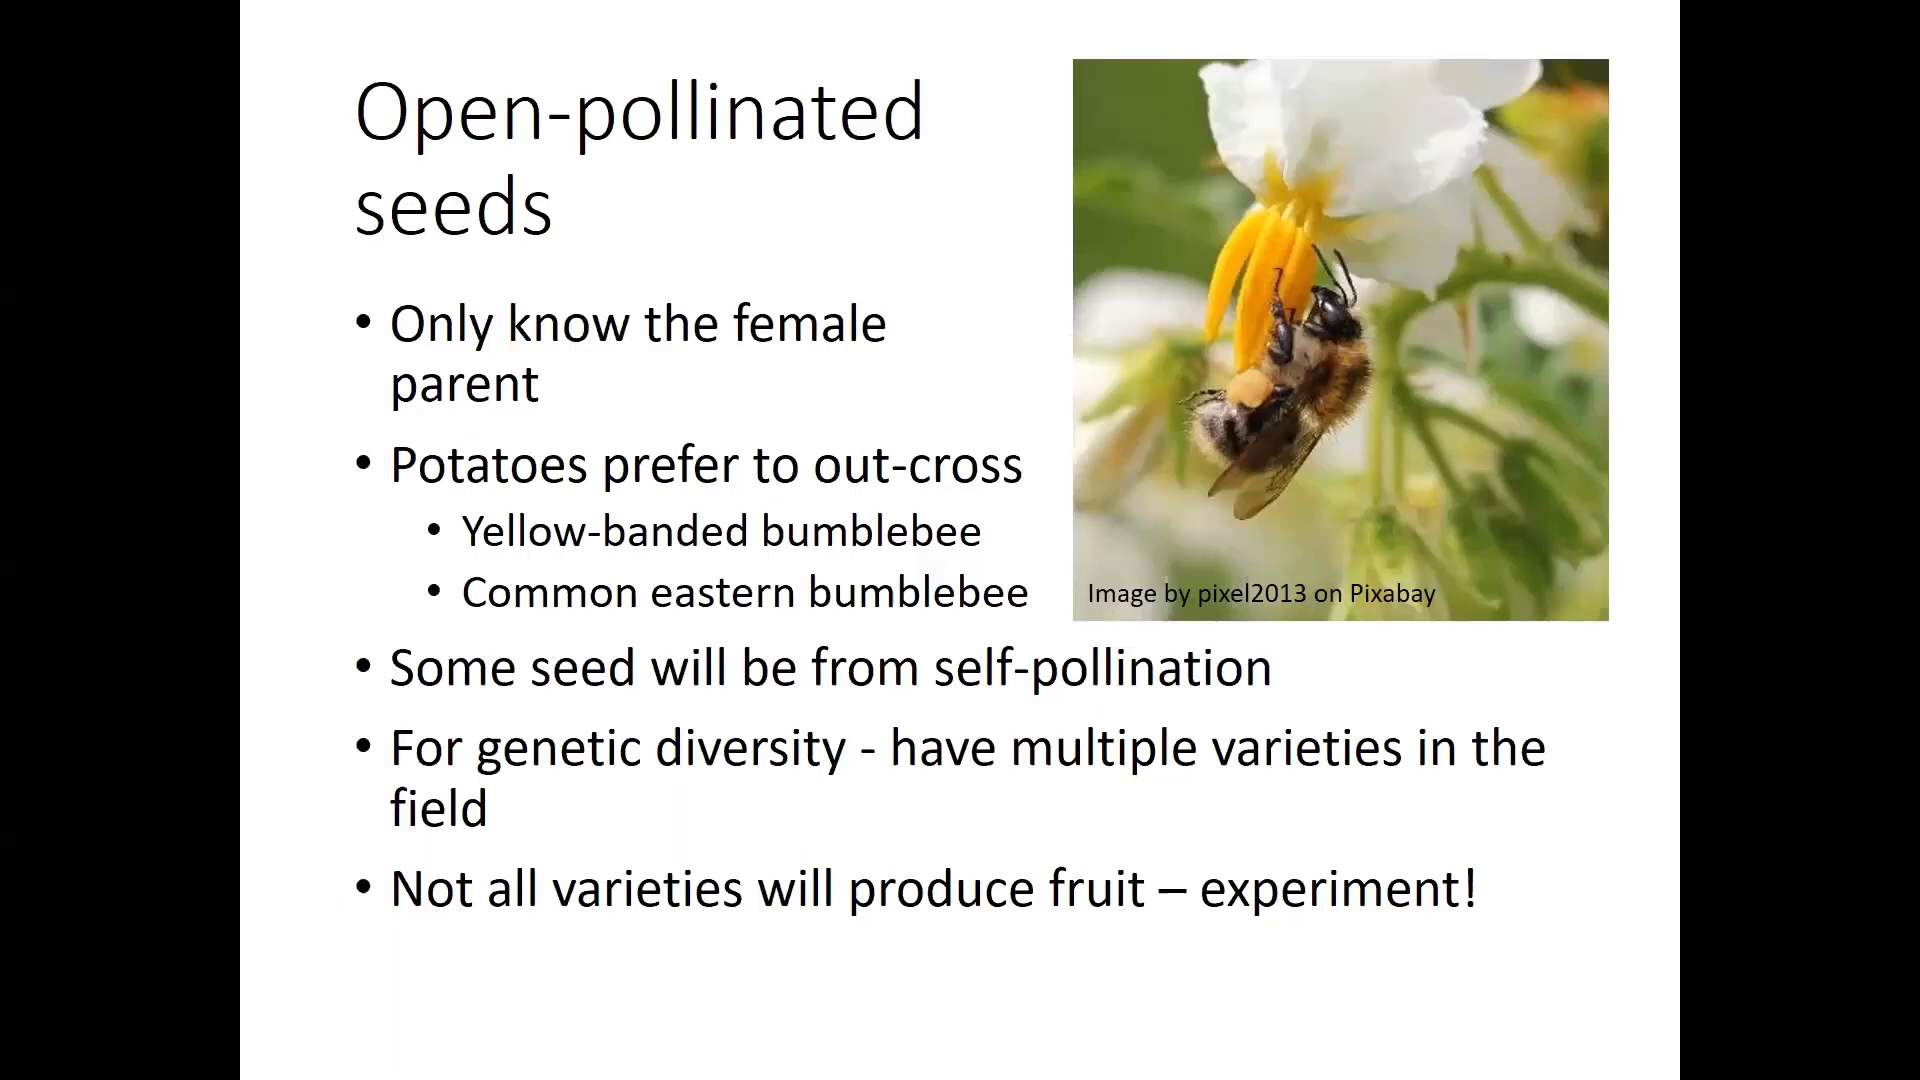 Open-pollinated
seeds
• Only know the female
parent
• Potatoes prefer to out-cross
• Yellow-banded bumblebee
• Common eastern bumblebee
Image by pixel2013 on Pixabay
• Some seed will be from self-pollination
• For genetic diversity - have multiple varieties in the
field
• Not all varieties will produce fruit – experiment!